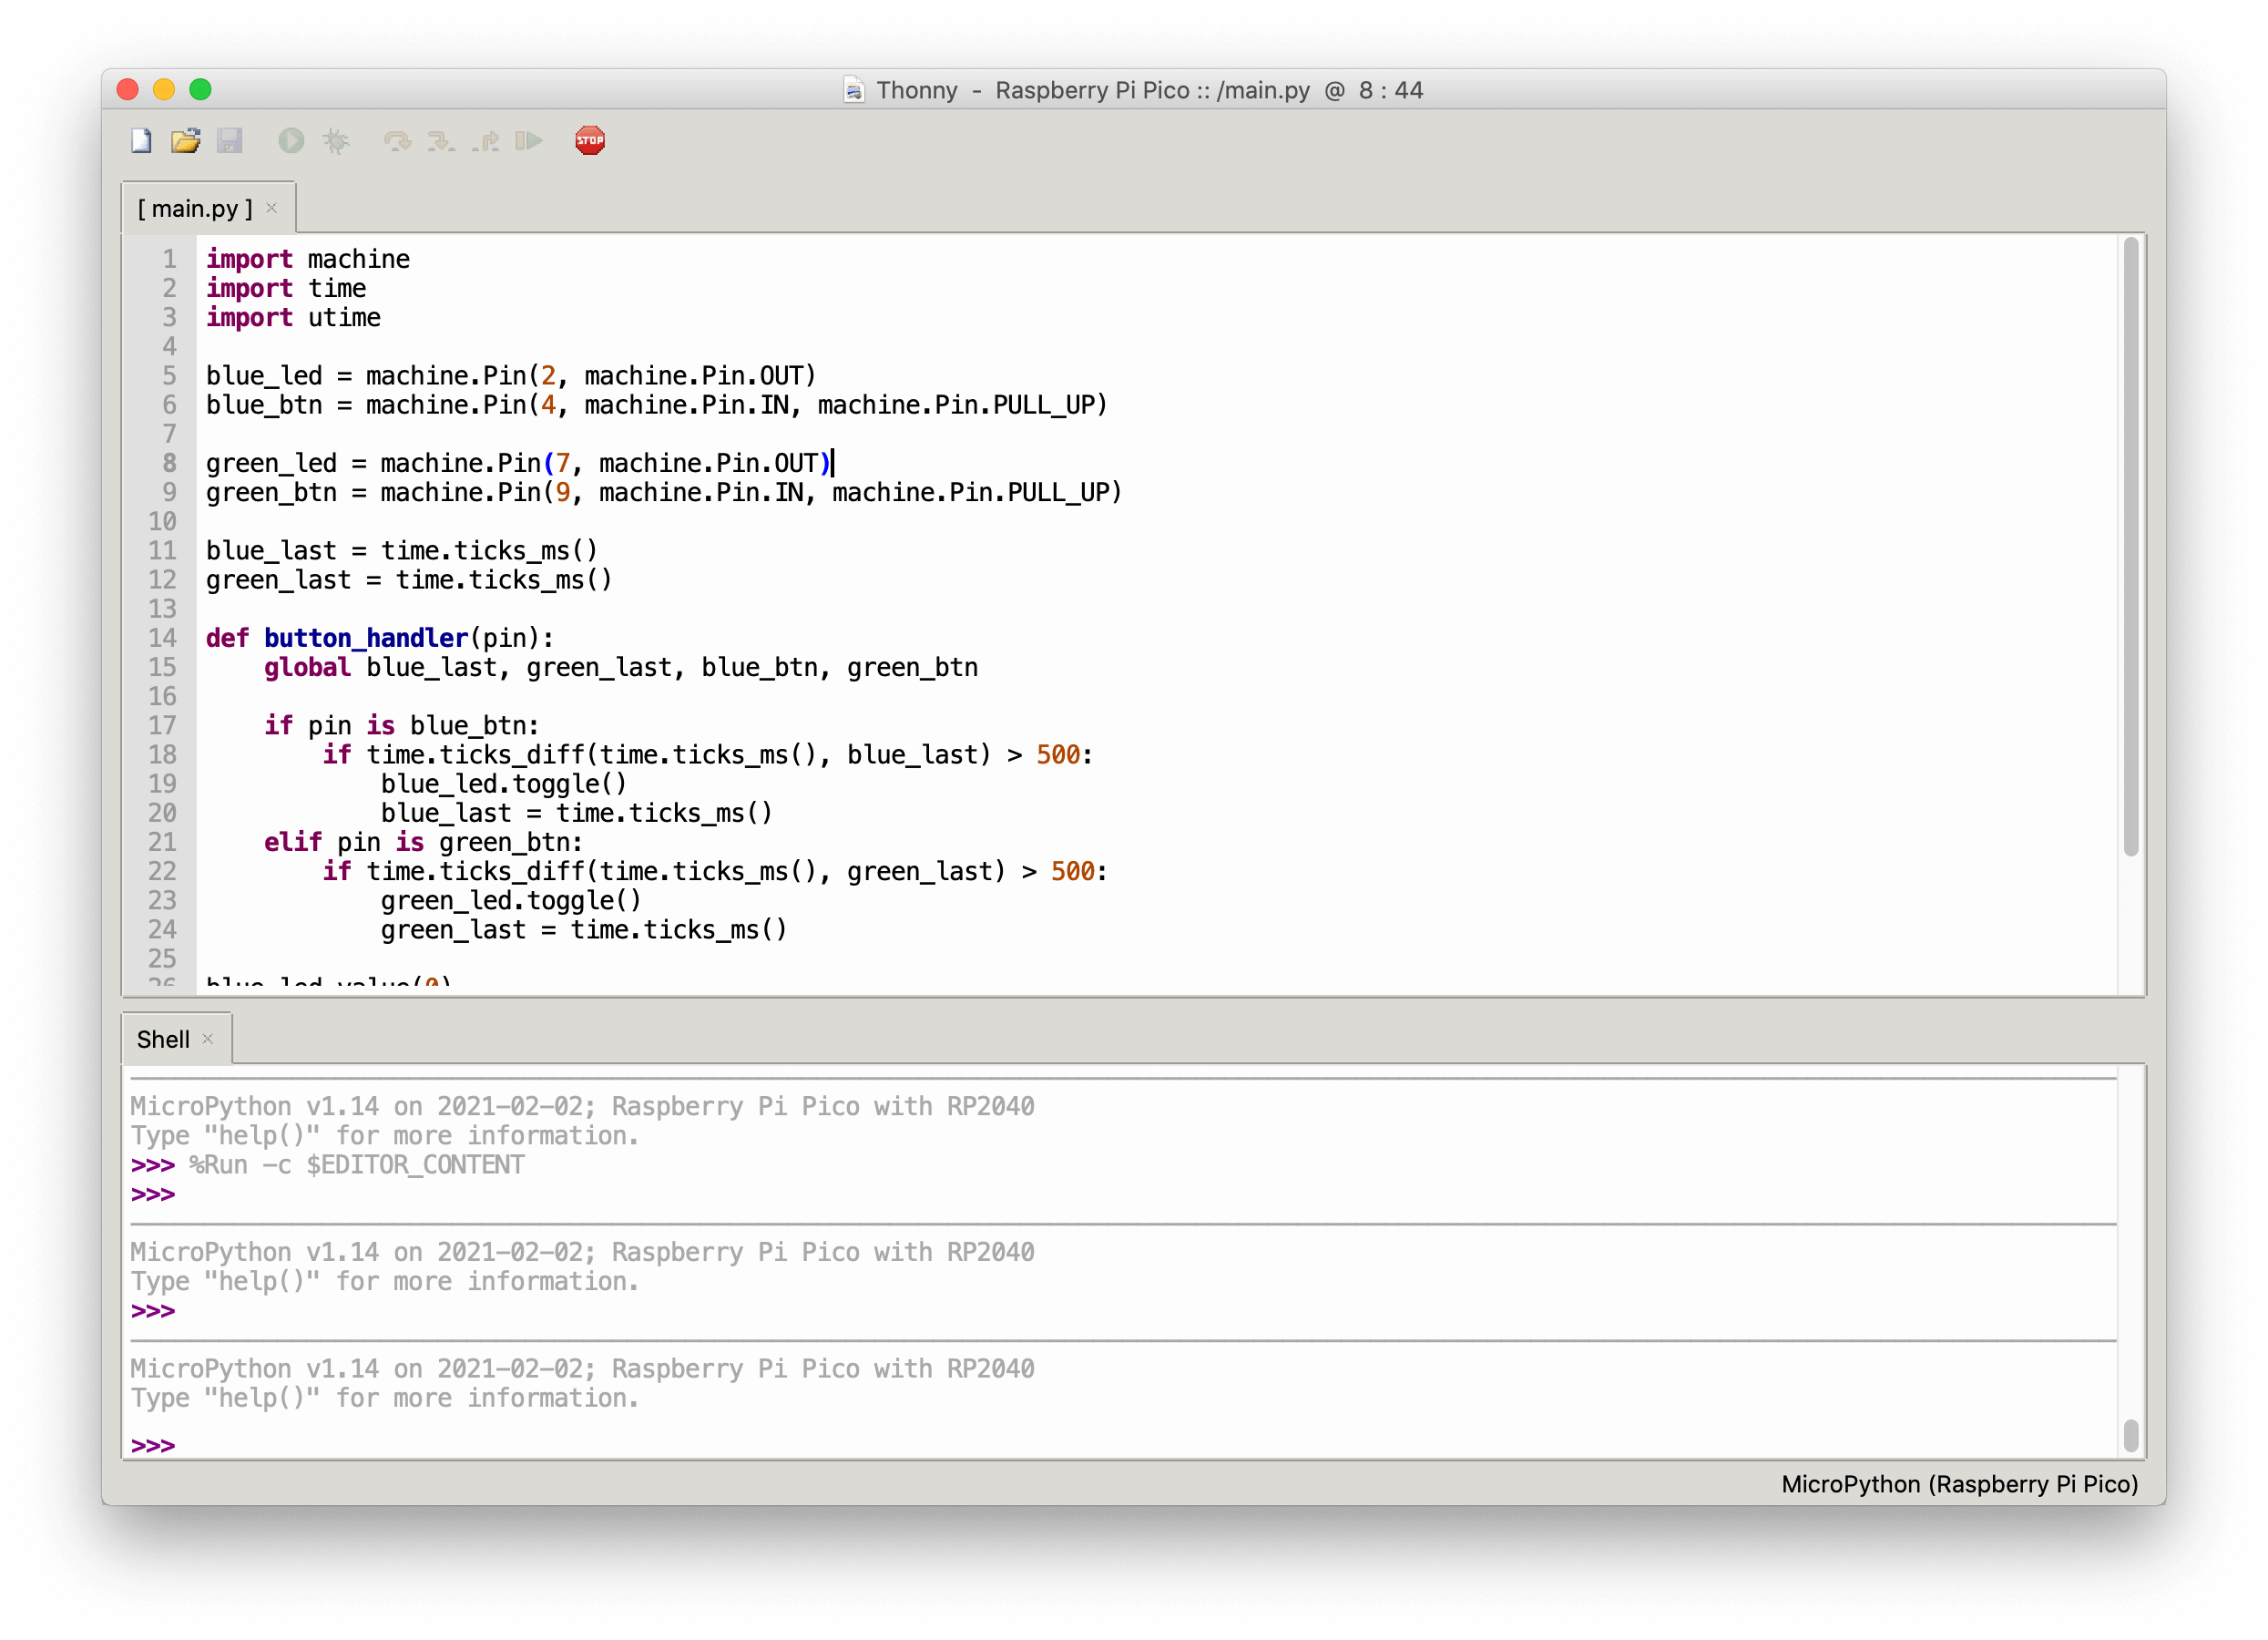 Thonny - Raspberry Pi Pico :: /main.py @ 8 : 44
STOP
[ main.py ]
1 import machine
2 import time
3 import utime
4
5 blue_led = machine.Pin(2, machine.Pin.OUT)
6 blue_btn = machine.Pin(4, machine.Pin.IN, machine.Pin.PULL_UP)
7
8 green_led = machine.Pin(7, machine.Pin.OUT)
9 green_btn = machine.Pin(9, machine.Pin.IN, machine.Pin.PULL_UP)
10
11 blue_last = time.ticks_ms()
12 green_last = time.ticks_ms()
13
14 def button_handler(pin):
15     global blue_last, green_last, blue_btn, green_btn
16
17     if pin is blue_btn:
18         if time.ticks_diff(time.ticks_ms(), blue_last) > 500:
19             blue_led.toggle()
20             blue_last = time.ticks_ms()
21     elif pin is green_btn:
22         if time.ticks_diff(time.ticks_ms(), green_last) > 500:
23             green_led.toggle()
24             green_last = time.ticks_ms()
25
26 blue_led.value(0)
Shell
MicroPython v1.14 on 2021-02-02; Raspberry Pi Pico with RP2040
Type "help()" for more information.
>>> %Run -c $EDITOR_CONTENT
>>>
MicroPython v1.14 on 2021-02-02; Raspberry Pi Pico with RP2040
Type "help()" for more information.
>>>
MicroPython v1.14 on 2021-02-02; Raspberry Pi Pico with RP2040
Type "help()" for more information.
>>>
MicroPython (Raspberry Pi Pico)